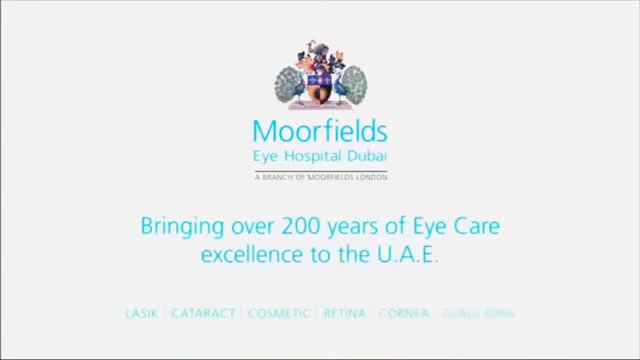 Moorfields
Eye Hospital Dubai
A BRANCH OF MOORFIELDS LONDON
Bringing over 200 years of Eye Care
excellence to the U.A.E.
LASIK | CATARACT | COSMETIC | RETINA CORNEA GLAUCOMA